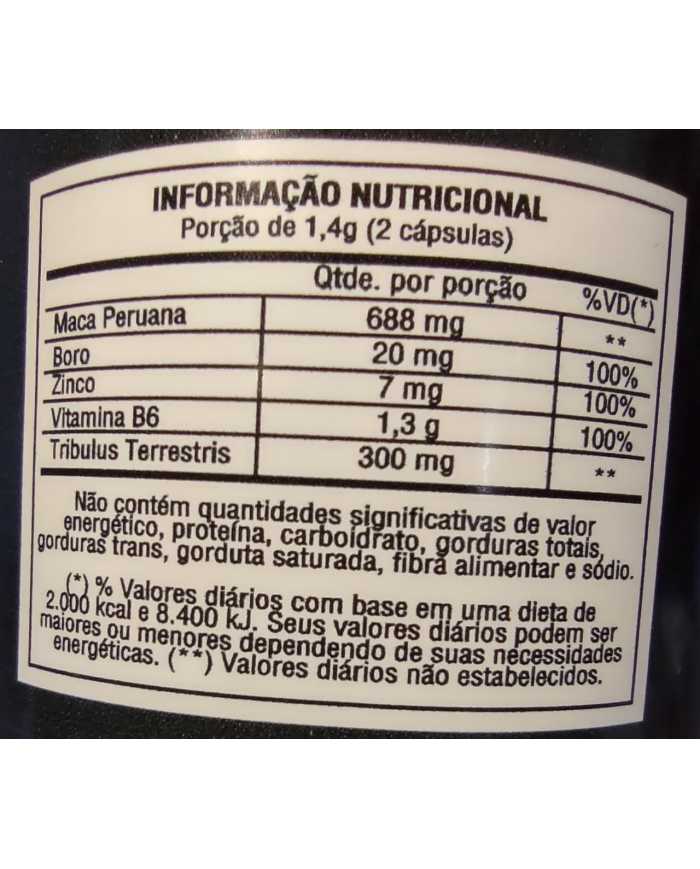 INFORMAÇÃO NUTRICIONAL
Porção de 1,4g (2 cápsulas)
Qtde. por porção %VD(*)
Maca Peruana 688 mg **
Boro 20 mg 100%
Zinco 7 mg 100%
Vitamina B6 1,3 g 100%
Tribulus Terrestris 300 mg **
Não contém quantidades significativas de valor
energético, proteína, carboidrato, gorduras totais,
gorduras trans, gorduta saturada, fibra alimentar e sódio.
(*) % Valores diários com base em uma dieta de
2.000 kcal e 8.400 kJ. Seus valores diários podem ser
maiores ou menores dependendo de suas necessidades
energéticas. (**) Valores diários não estabelecidos.